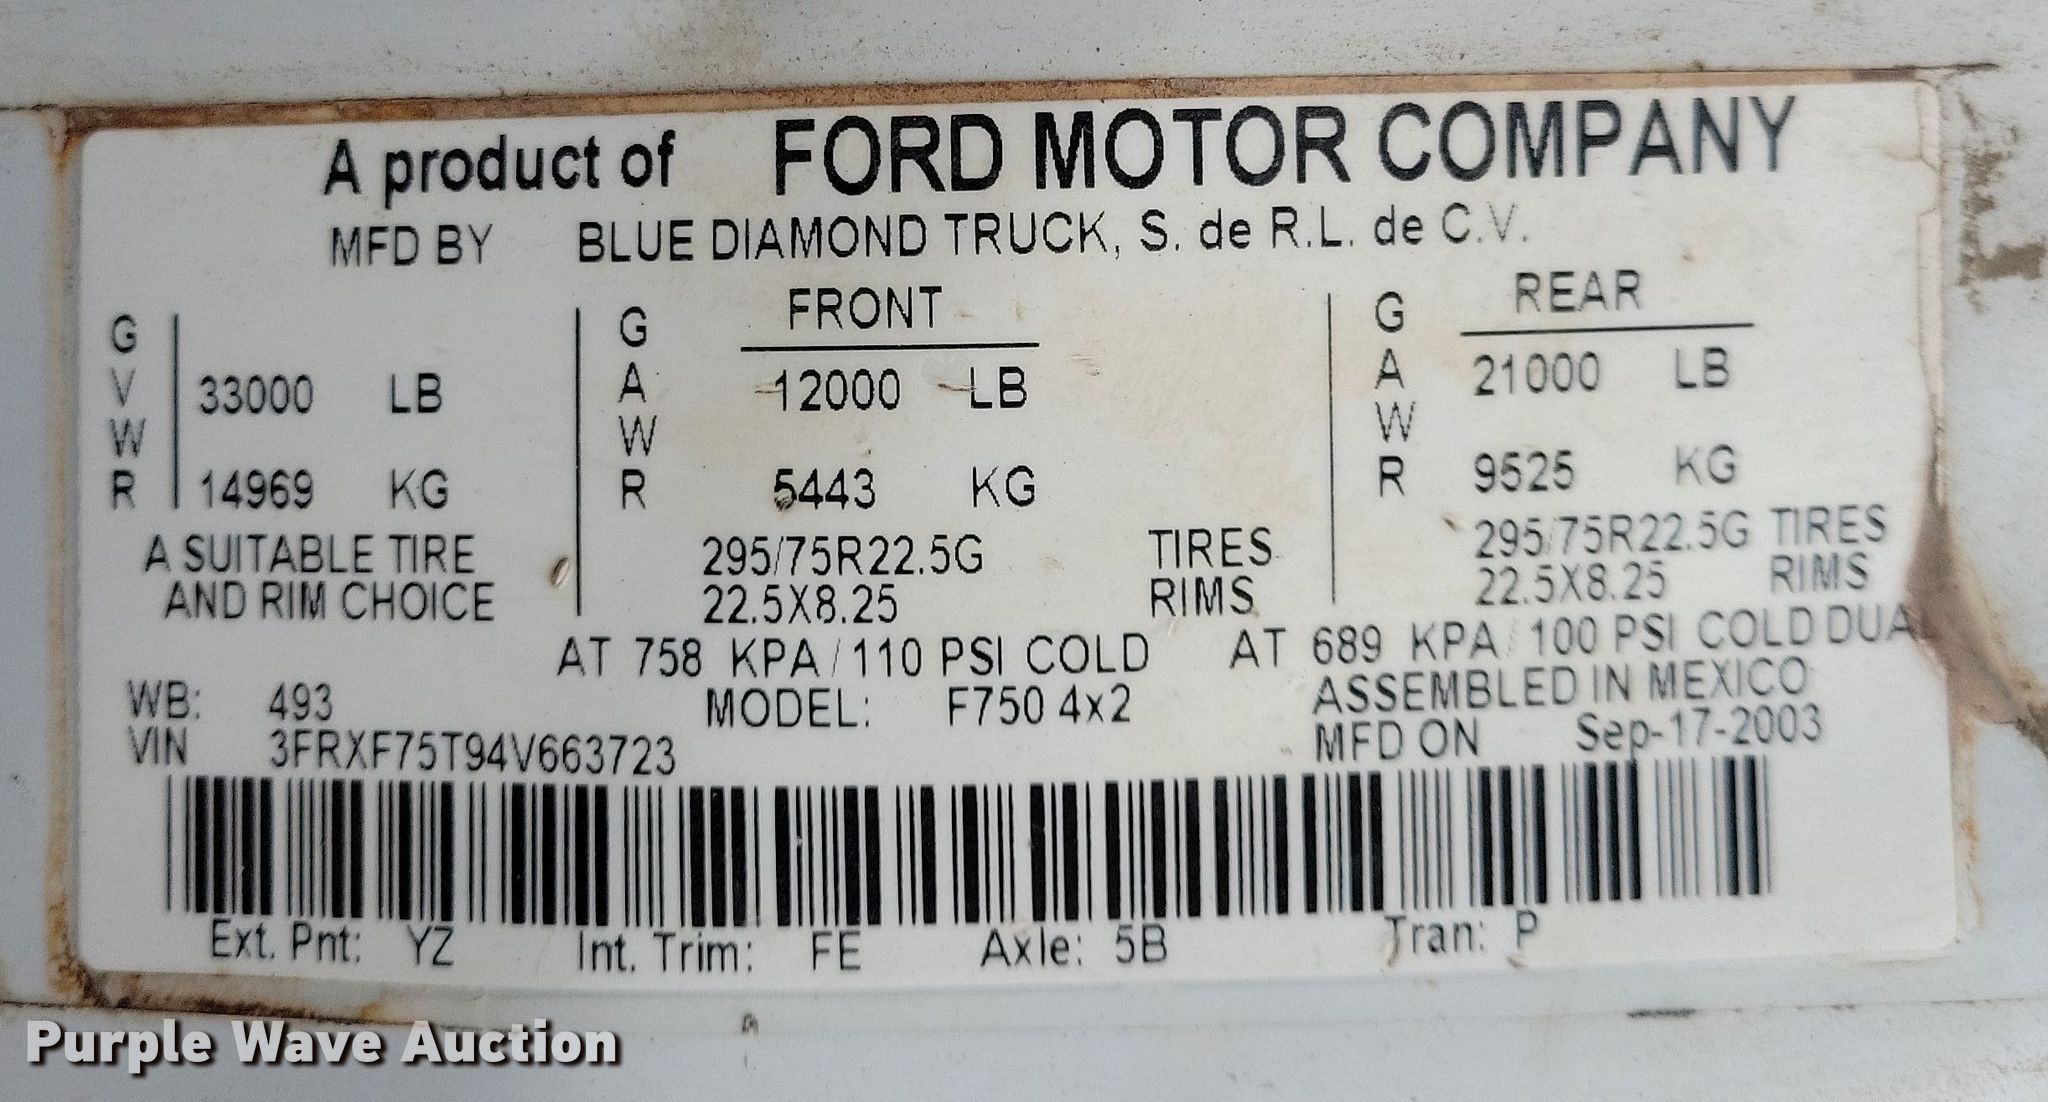 A product of FORD MOTOR COMPANY
MFD BY BLUE DIAMOND TRUCK, S. de R.L. de C.V.
GVWR 33000 LB
14969 KG
GAWR FRONT
12000 LB
5443 KG
GAWR REAR
21000 LB
9525 KG
A SUITABLE TIRE
AND RIM CHOICE
295/75R22.5G TIRES
22.5X8.25 RIMS
295/75R22.5G TIRES
22.5X8.25 RIMS
AT 758 KPA/110 PSI COLD AT 689 KPA/100 PSI COLD DUAL
WB: 493 MODEL: F750 4x2 ASSEMBLED IN MEXICO
VIN 3FRXF75T94V663723 MFD ON Sep-17-2003
Ext. Pnt: YZ Int. Trim: FE Axle: 5B Tran: P
Purple Wave Auction